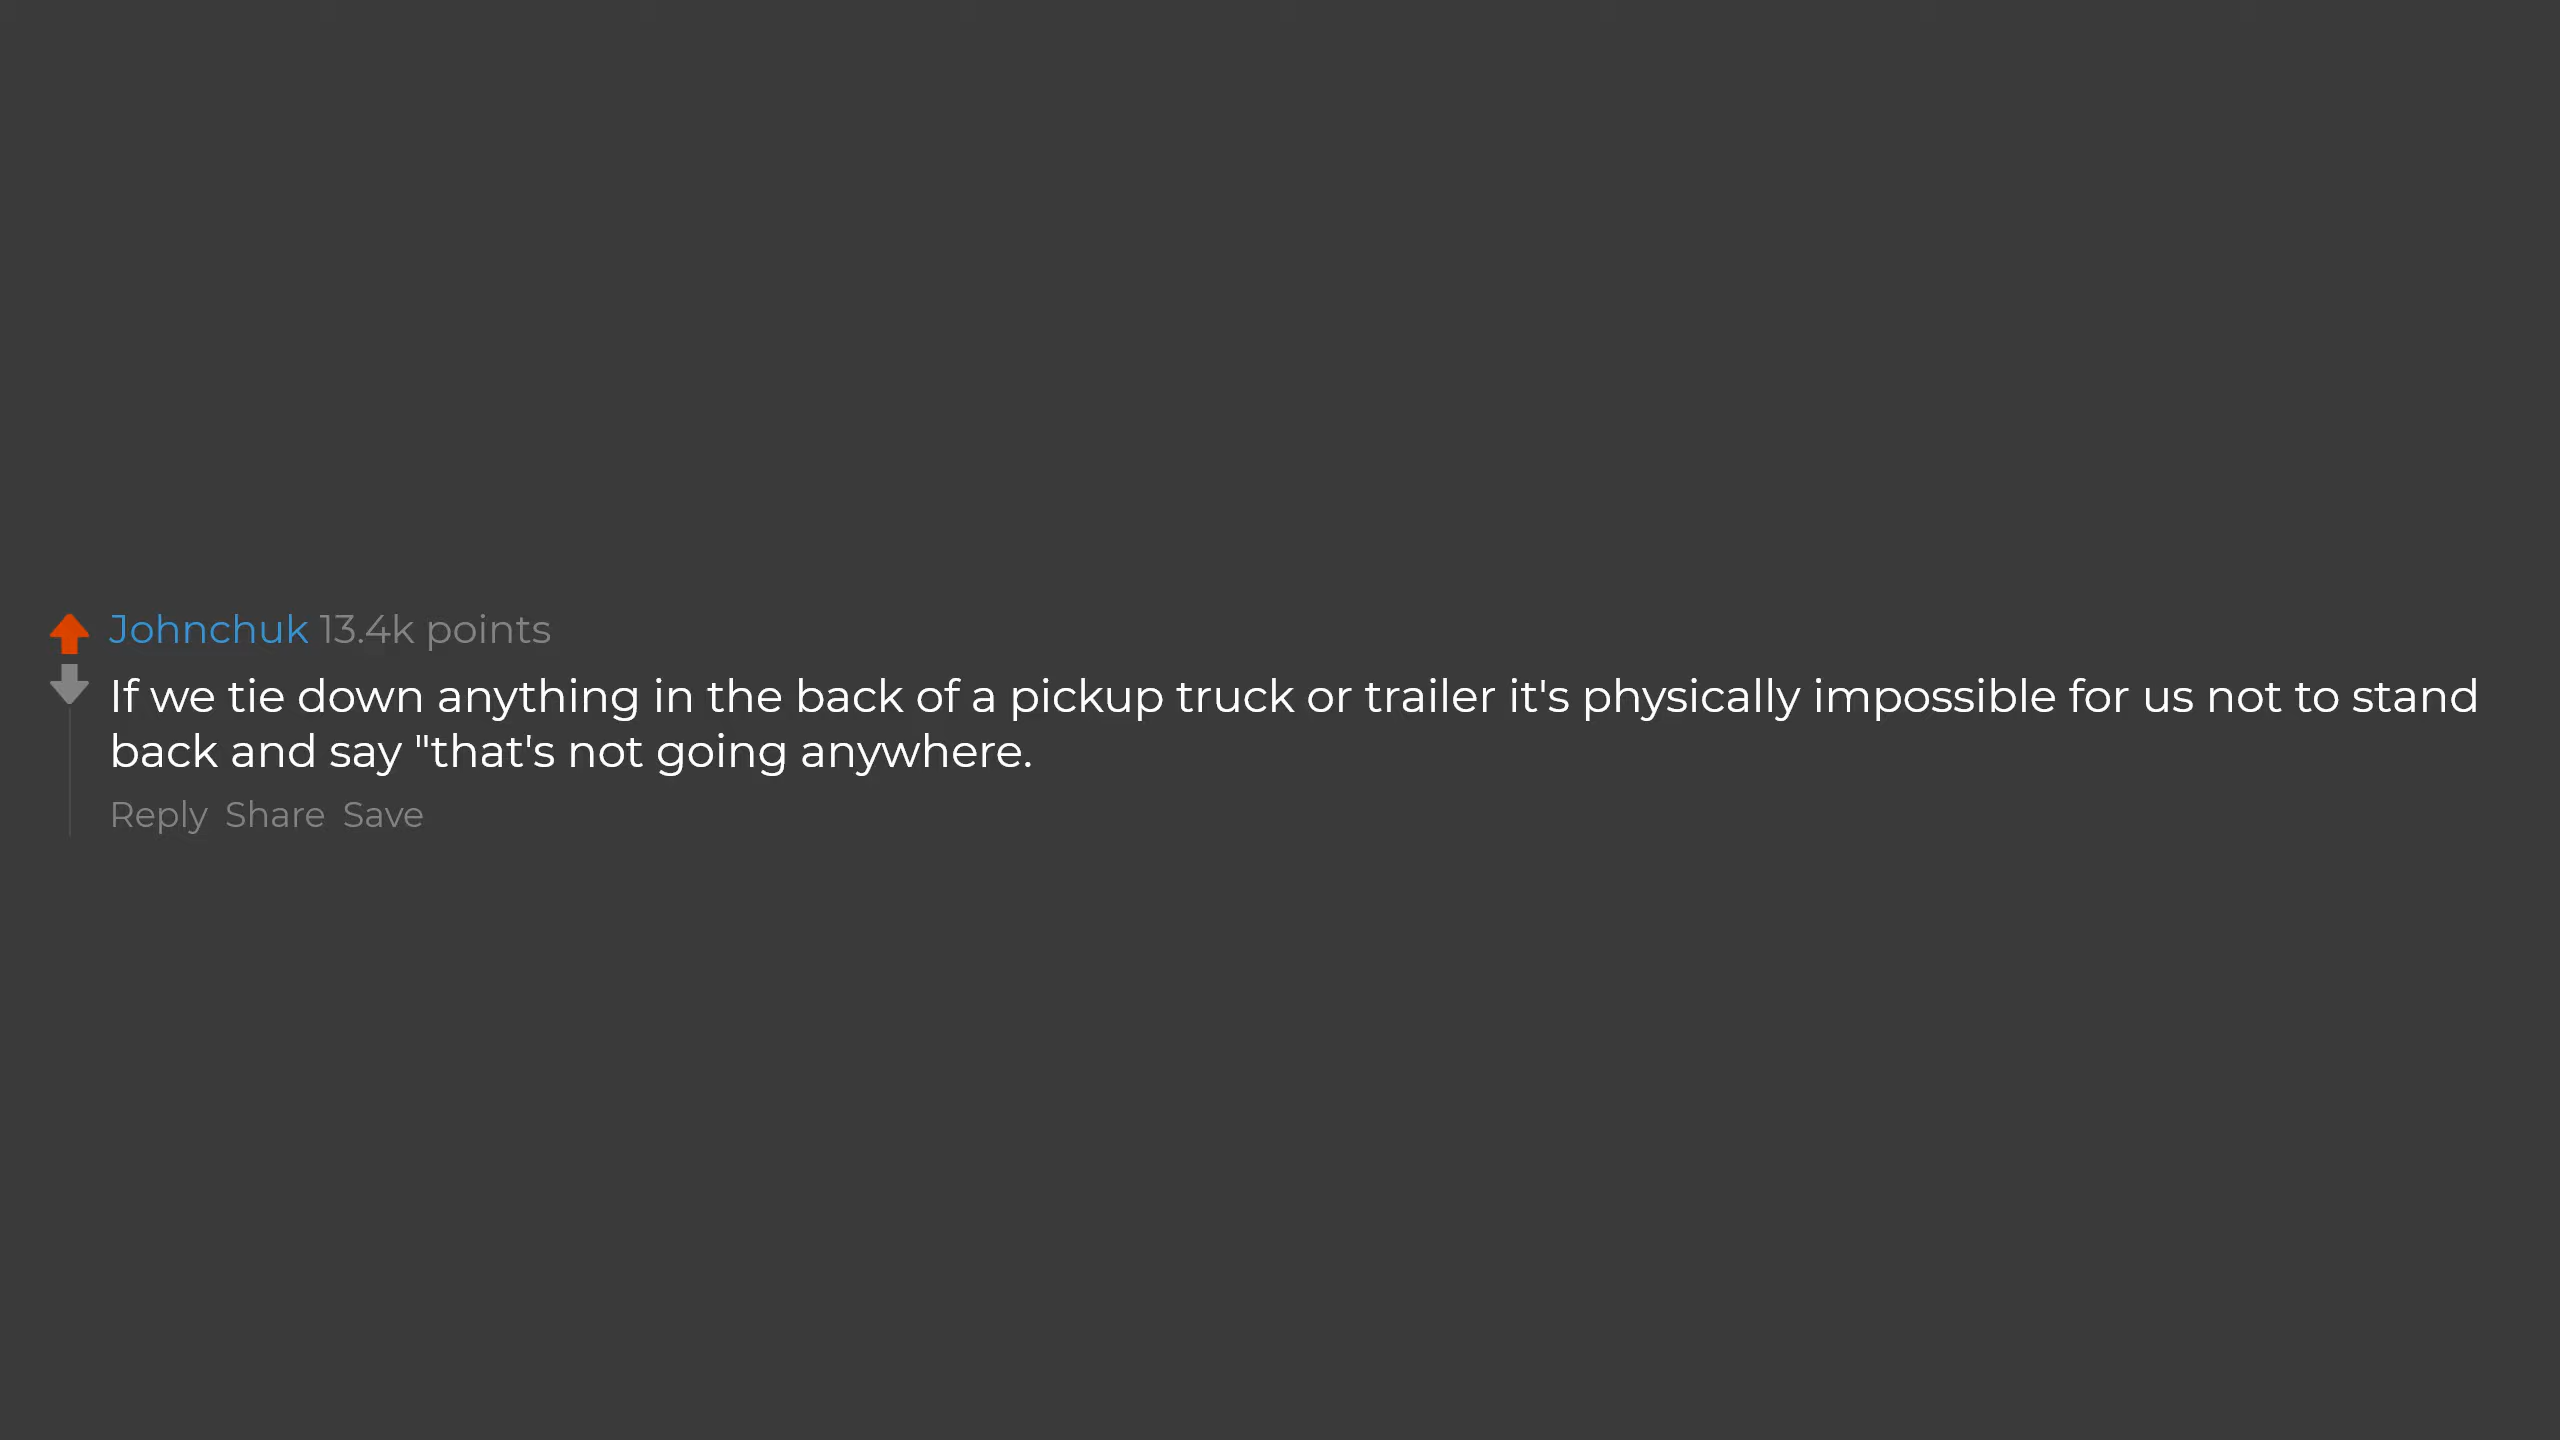 Johnchuk 13.4k points
If we tie down anything in the back of a pickup truck or trailer it's physically impossible for us not to stand
back and say "that's not going anywhere.
Reply Share Save